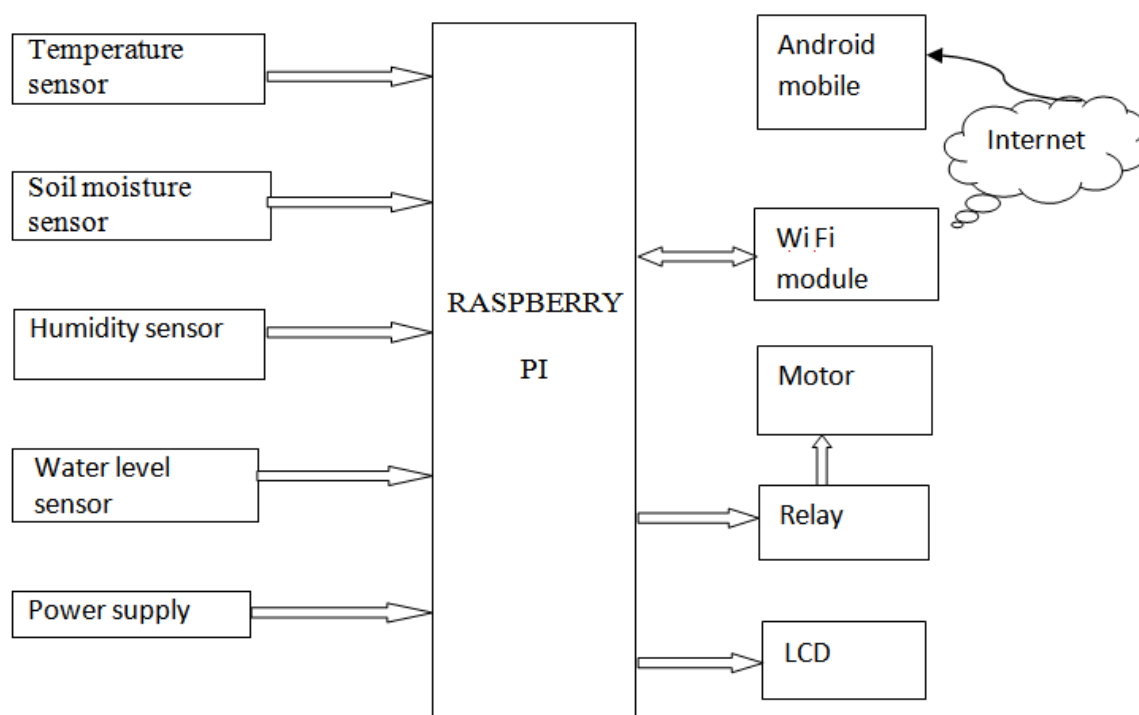 Temperature
sensor
Soil moisture
sensor
Humidity sensor
Water level
sensor
Power supply
RASPBERRY
PI
Android
mobile
Internet
Wi Fi
module
Motor
Relay
LCD